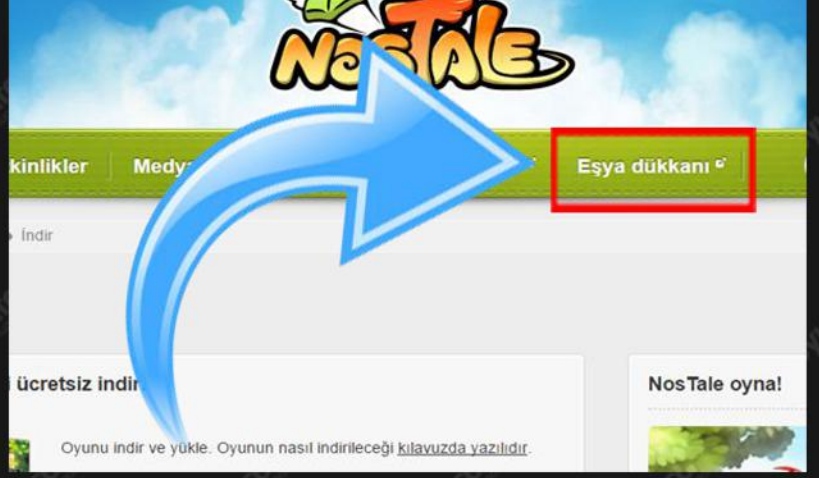 NosTale
kinlikler Medya Eşya dükkanı
İndir
ücretsiz indir
NosTale oyna!
Oyunu indir ve yükle. Oyunun nasıl indirileceği kılavuzda yazılıdır.